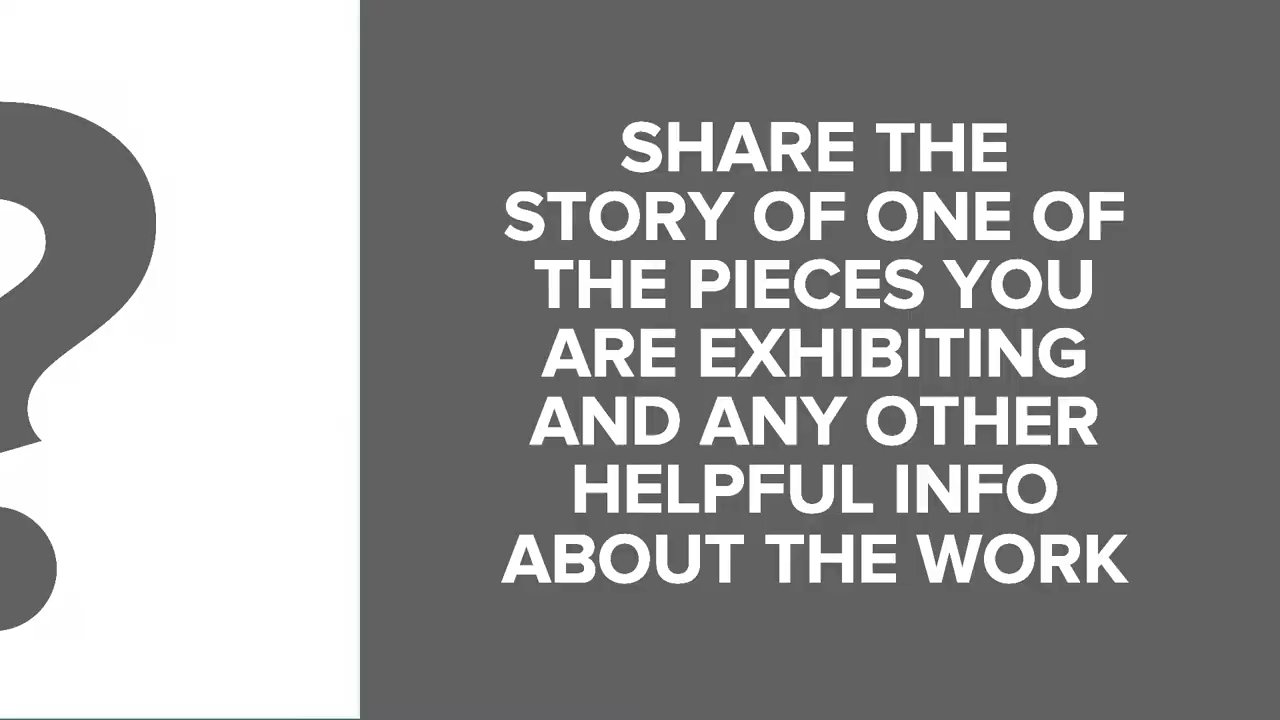 ?
SHARE THE
STORY OF ONE OF
THE PIECES YOU
ARE EXHIBITING
AND ANY OTHER
HELPFUL INFO
ABOUT THE WORK